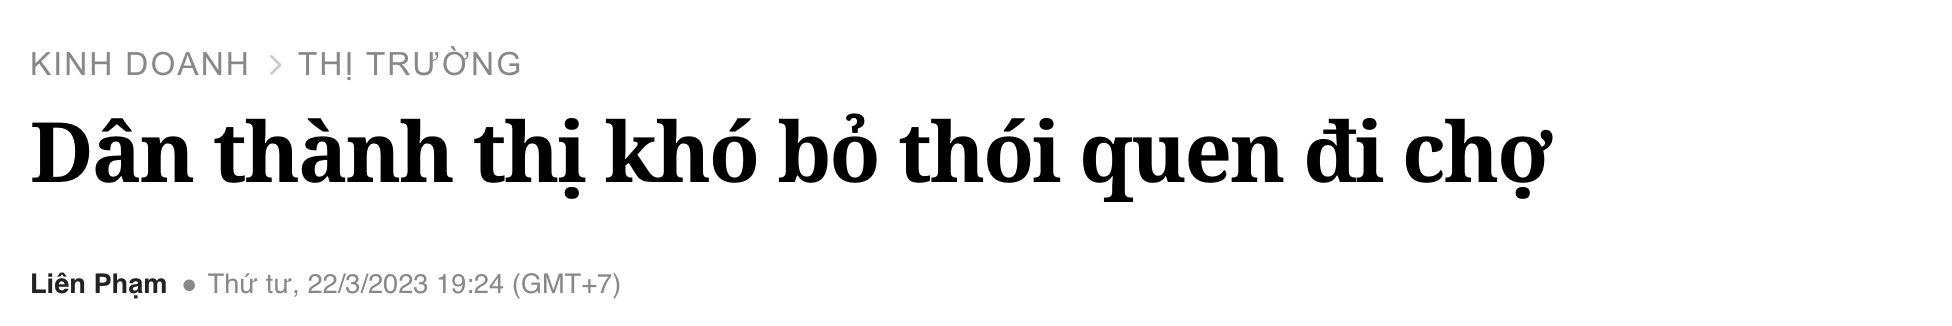 KINH DOANH > THỊ TRƯỜNG
Dân thành thị khó bỏ thói quen đi chợ
Liên Phạm ● Thứ tư, 22/3/2023 19:24 (GMT+7)